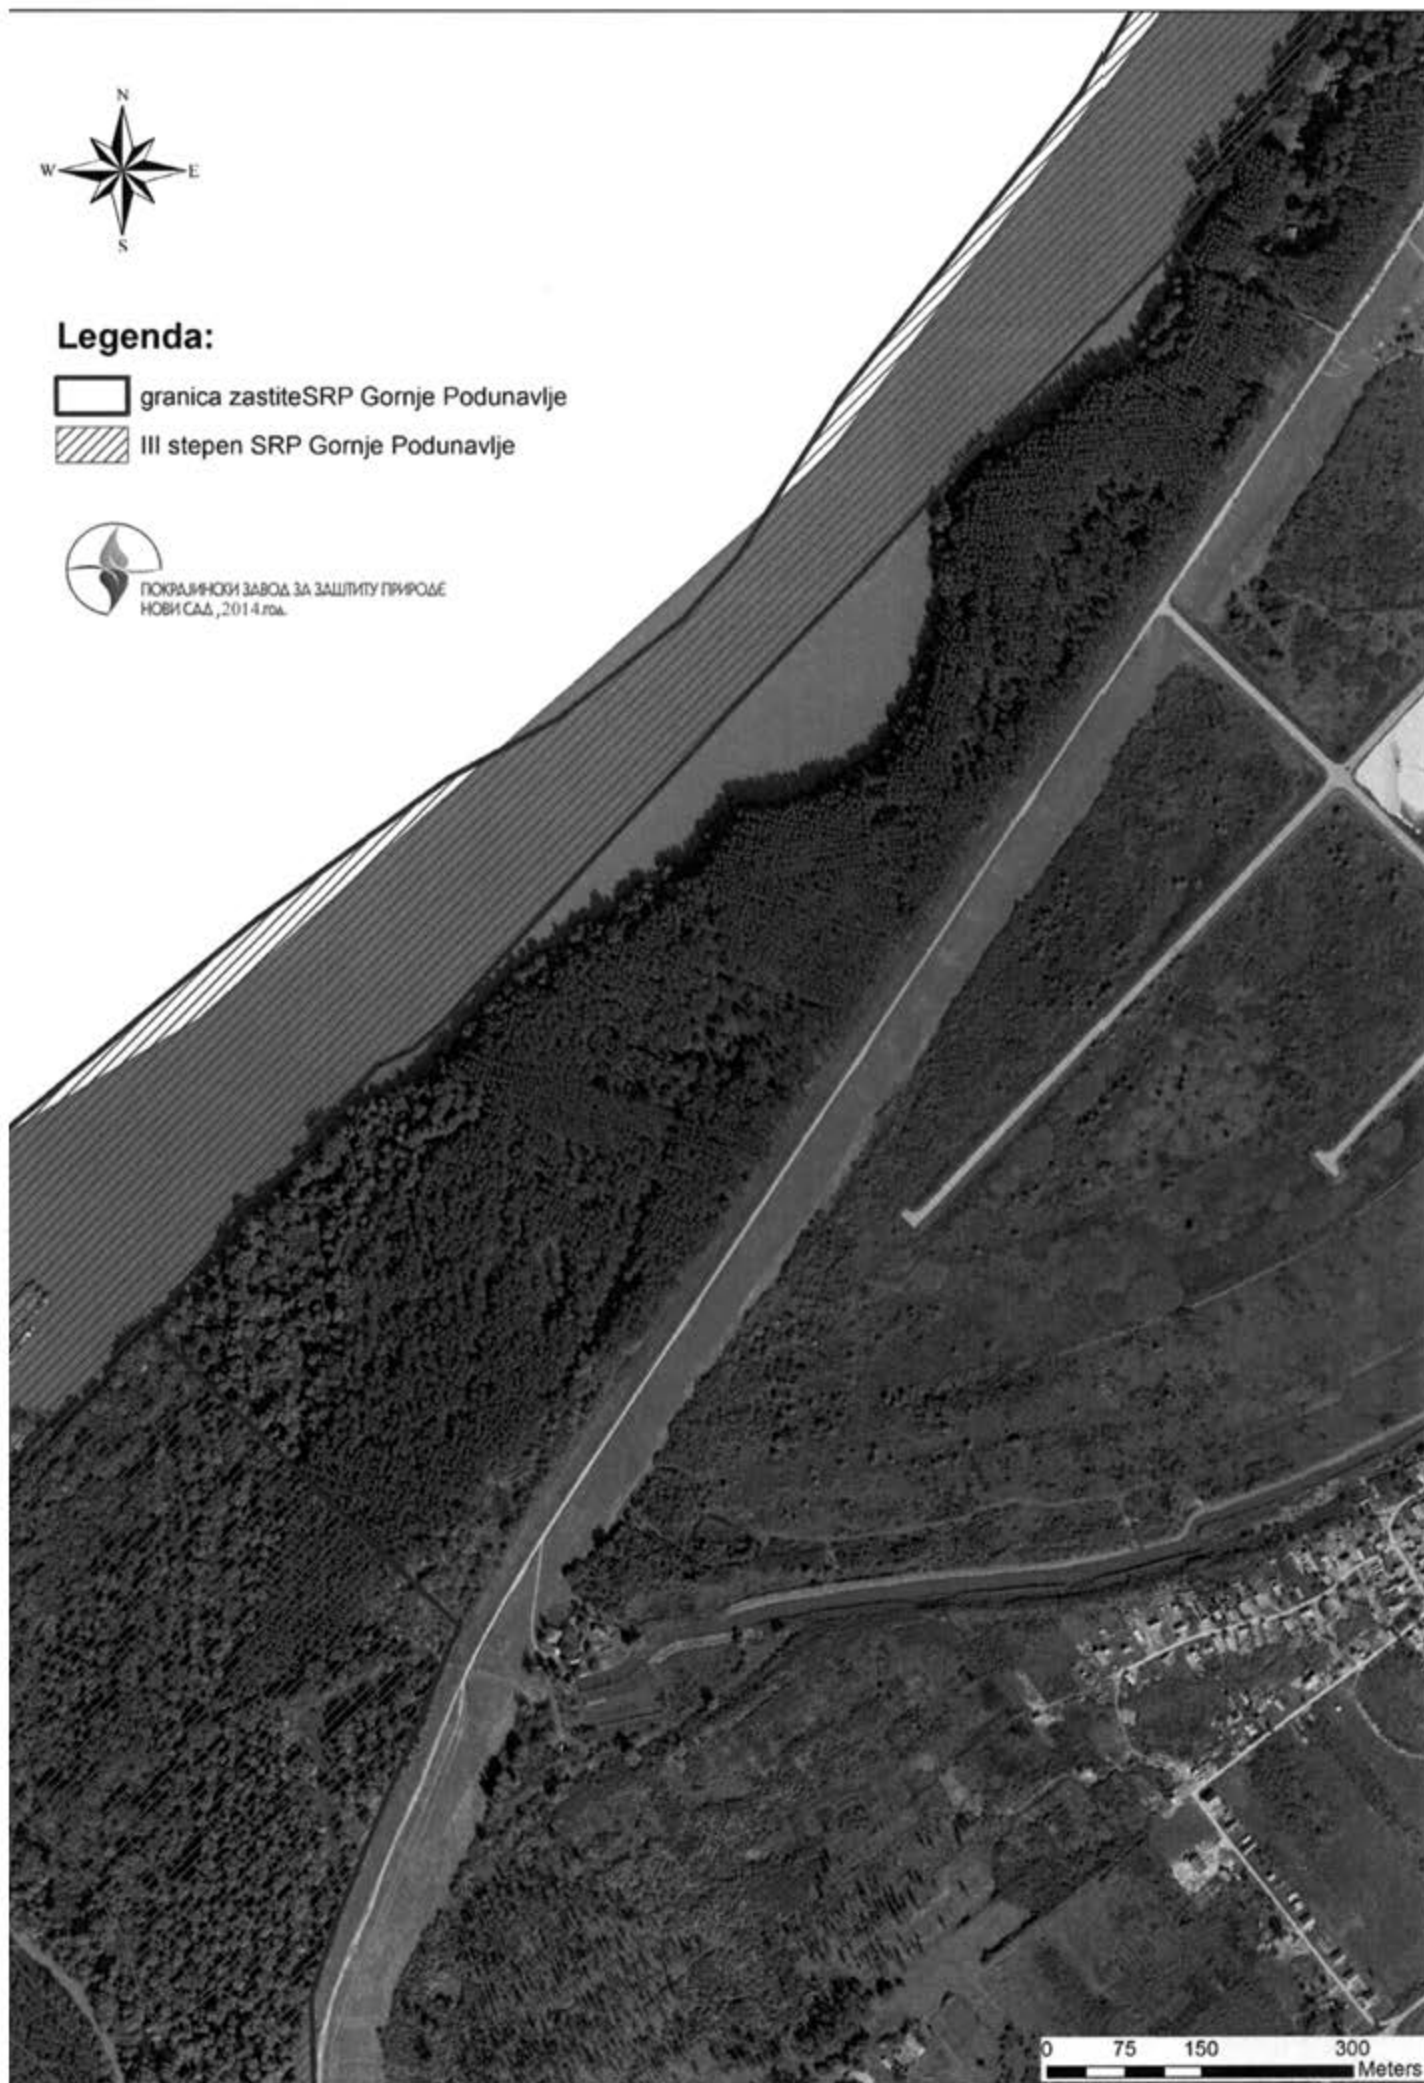 N
W E
S
Legenda:
granica zastiteSRP Gornje Podunavlje
III stepen SRP Gornje Podunavlje
ПОКРАЈИНСКИ ЗАВОД ЗА ЗАШТИТУ ПРИРОДЕ
НОВИ САД, 2014.год.
0 75 150 300
Meters